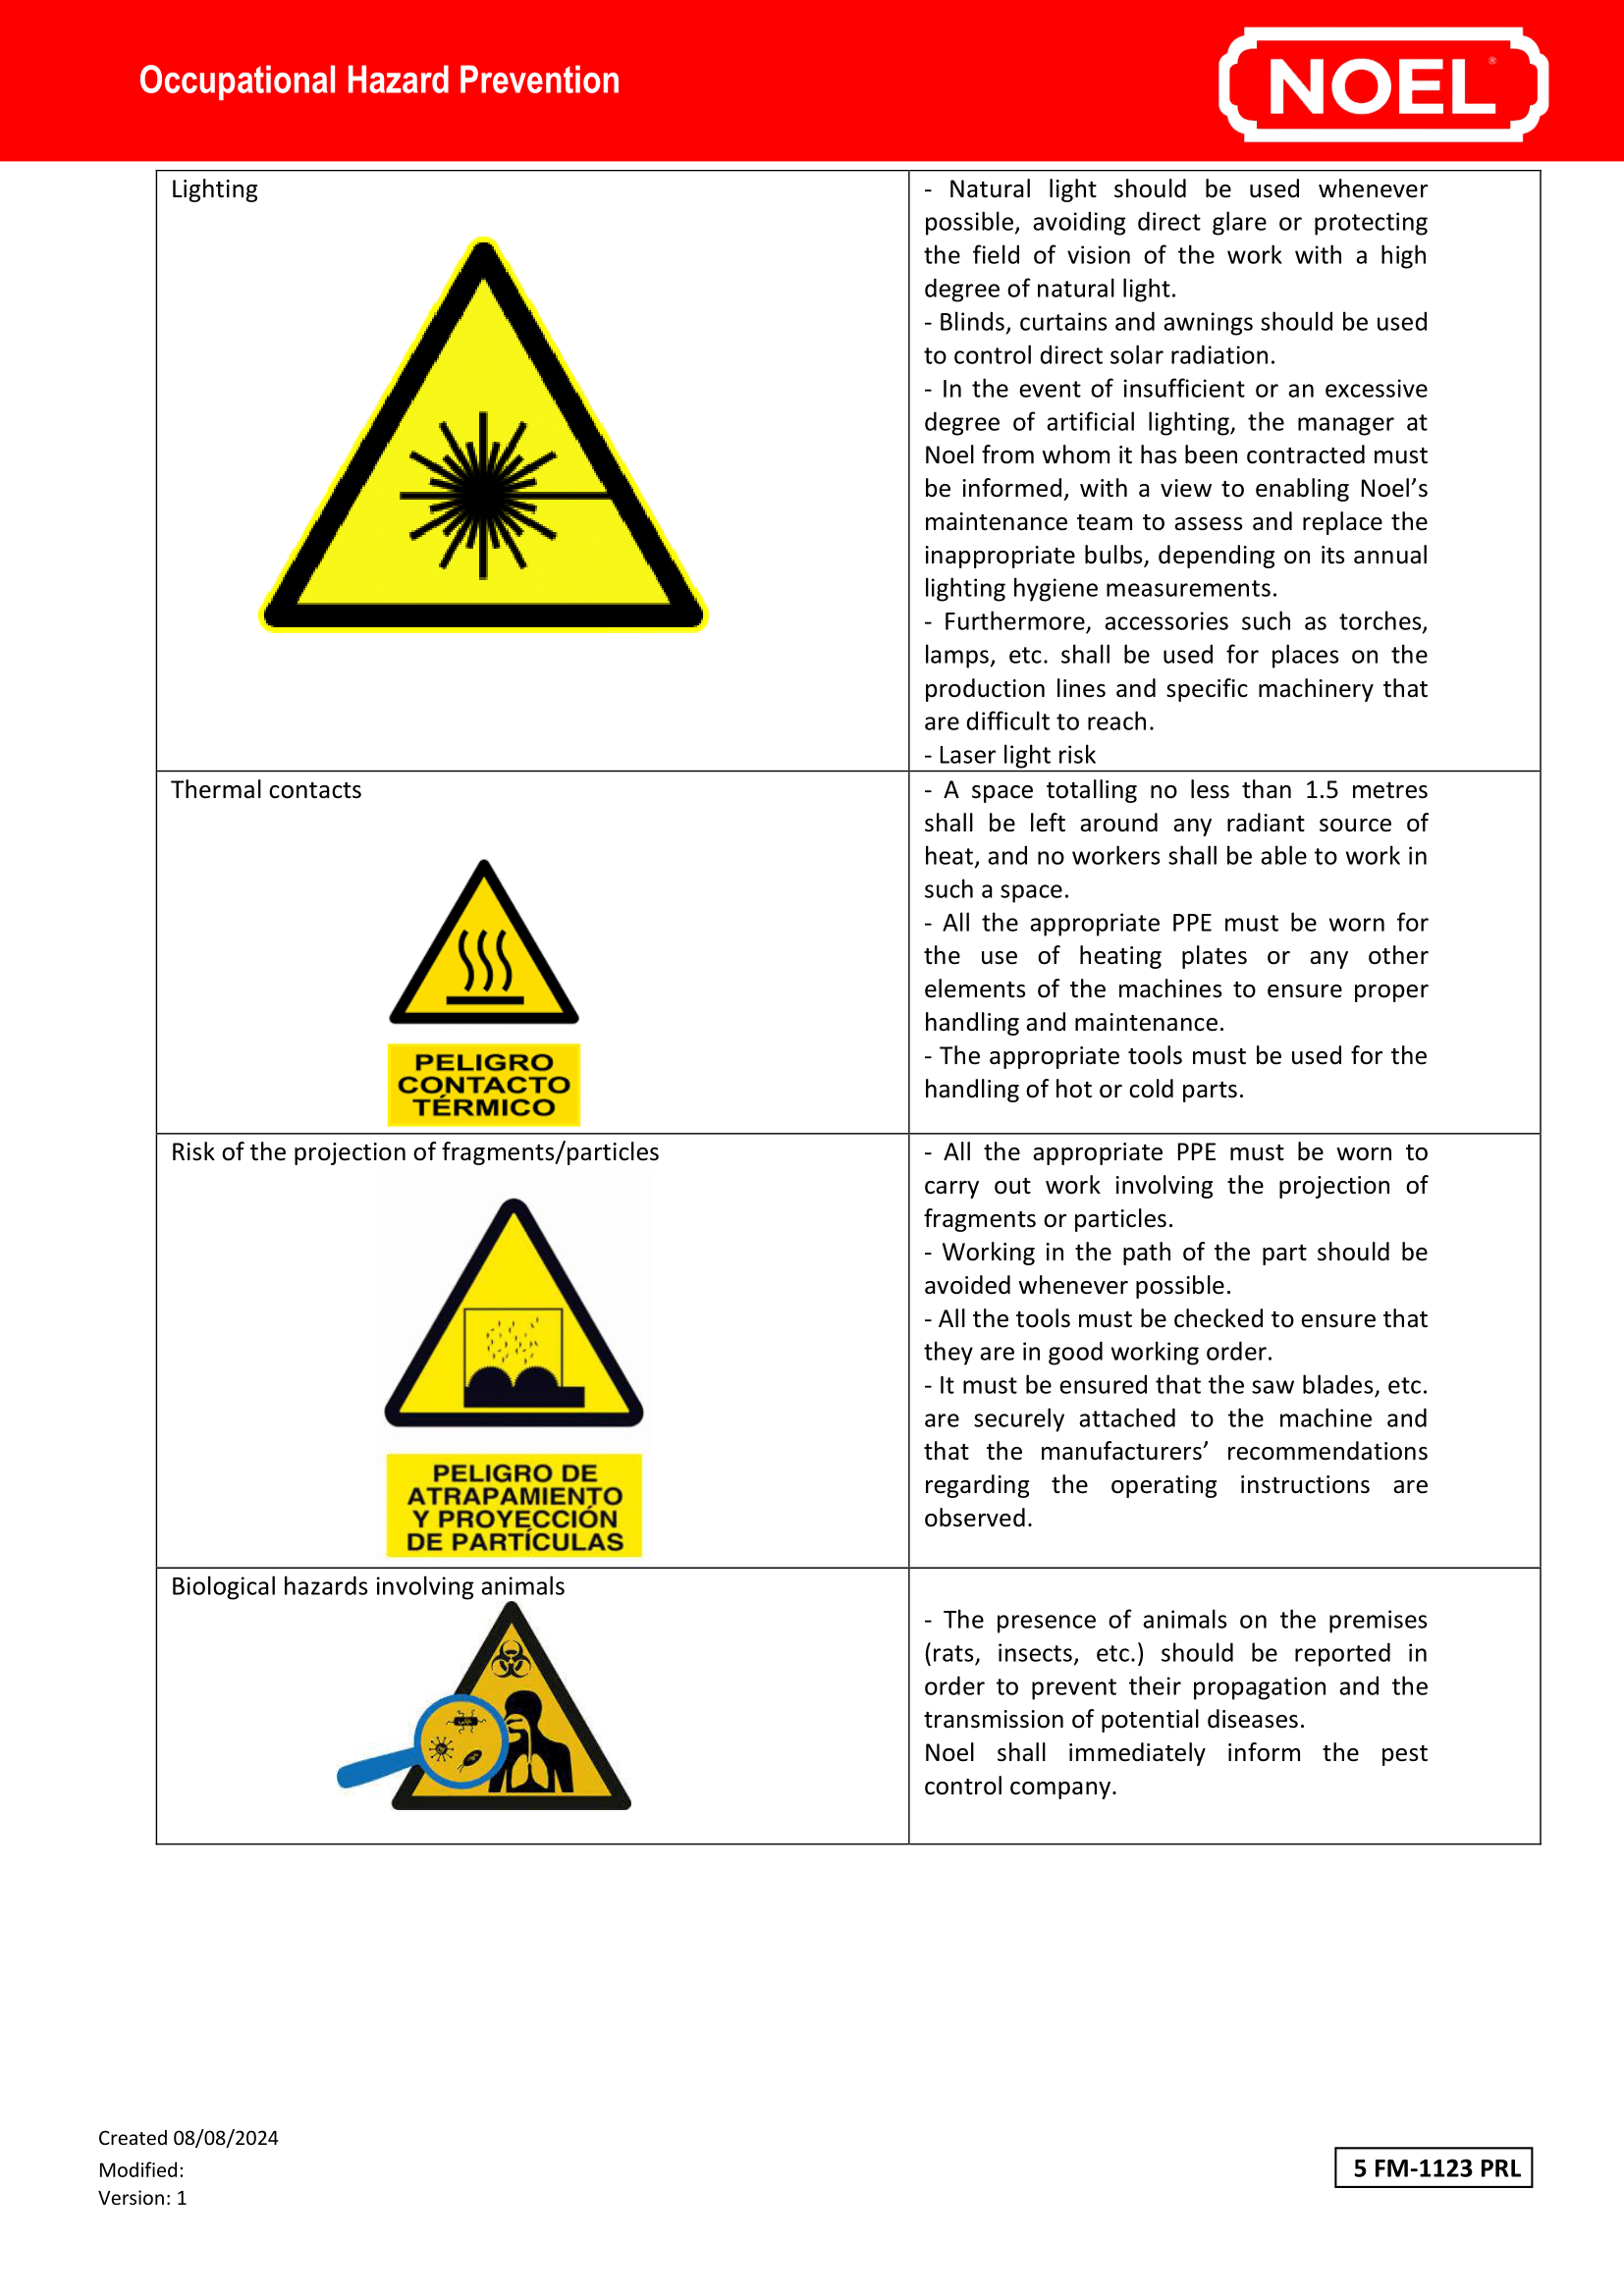 Occupational Hazard Prevention
NOEL®
Lighting
- Natural light should be used whenever
possible, avoiding direct glare or protecting
the field of vision of the work with a high
degree of natural light.
- Blinds, curtains and awnings should be used
to control direct solar radiation.
- In the event of insufficient or an excessive
degree of artificial lighting, the manager at
Noel from whom it has been contracted must
be informed, with a view to enabling Noel’s
maintenance team to assess and replace the
inappropriate bulbs, depending on its annual
lighting hygiene measurements.
- Furthermore, accessories such as torches,
lamps, etc. shall be used for places on the
production lines and specific machinery that
are difficult to reach.
- Laser light risk
Thermal contacts
PELIGRO
CONTACTO
TÉRMICO
- A space totalling no less than 1.5 metres
shall be left around any radiant source of
heat, and no workers shall be able to work in
such a space.
- All the appropriate PPE must be worn for
the use of heating plates or any other
elements of the machines to ensure proper
handling and maintenance.
- The appropriate tools must be used for the
handling of hot or cold parts.
Risk of the projection of fragments/particles
PELIGRO DE
ATRAPAMIENTO
Y PROYECCIÓN
DE PARTÍCULAS
- All the appropriate PPE must be worn to
carry out work involving the projection of
fragments or particles.
- Working in the path of the part should be
avoided whenever possible.
- All the tools must be checked to ensure that
they are in good working order.
- It must be ensured that the saw blades, etc.
are securely attached to the machine and
that the manufacturers’ recommendations
regarding the operating instructions are
observed.
Biological hazards involving animals
- The presence of animals on the premises
(rats, insects, etc.) should be reported in
order to prevent their propagation and the
transmission of potential diseases.
Noel shall immediately inform the pest
control company.
Created 08/08/2024
Modified:
Version: 1
5 FM-1123 PRL